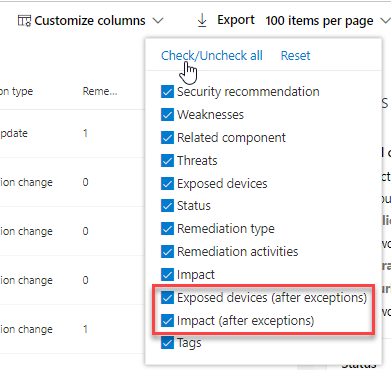 Customize columns
Export
100 items per page
Check/Uncheck all
Reset
on type
Reme...
Security recommendation
Weaknesses
pdate
1
Related component
Threats
ion change
0
Exposed devices
Status
ion change
0
Remediation type
Remediation activities
Impact
ion change
0
Exposed devices (after exceptions)
Impact (after exceptions)
ion change
1
Tags
Status